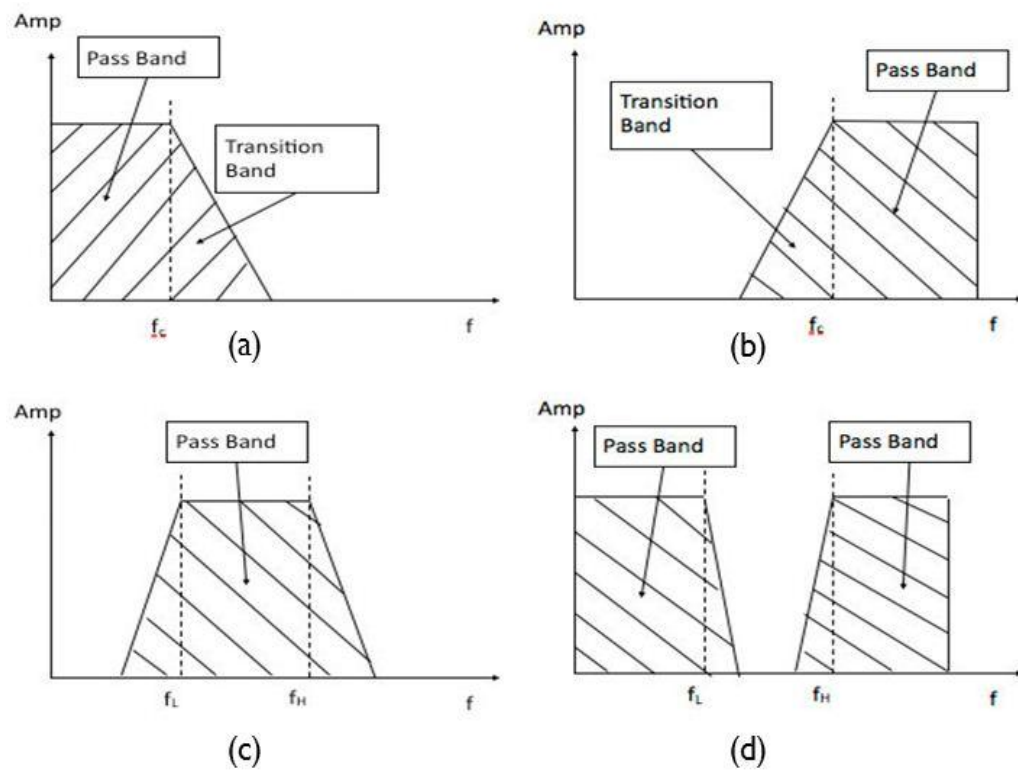 Amp
Pass Band
Transition
Band
fc
f
(a)
Amp
Pass Band
Transition
Band
fc
f
(b)
Amp
Pass Band
fL
fH
f
(c)
Amp
Pass Band
Pass Band
fL
fH
f
(d)